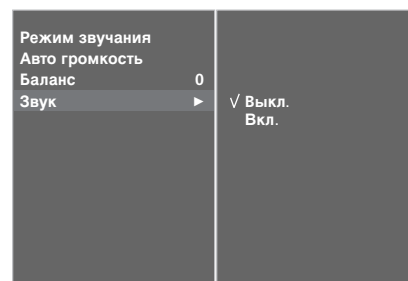 Режим звучания
Авто громкость
Баланс 0
Звук ►
√ Выкл.
Вкл.